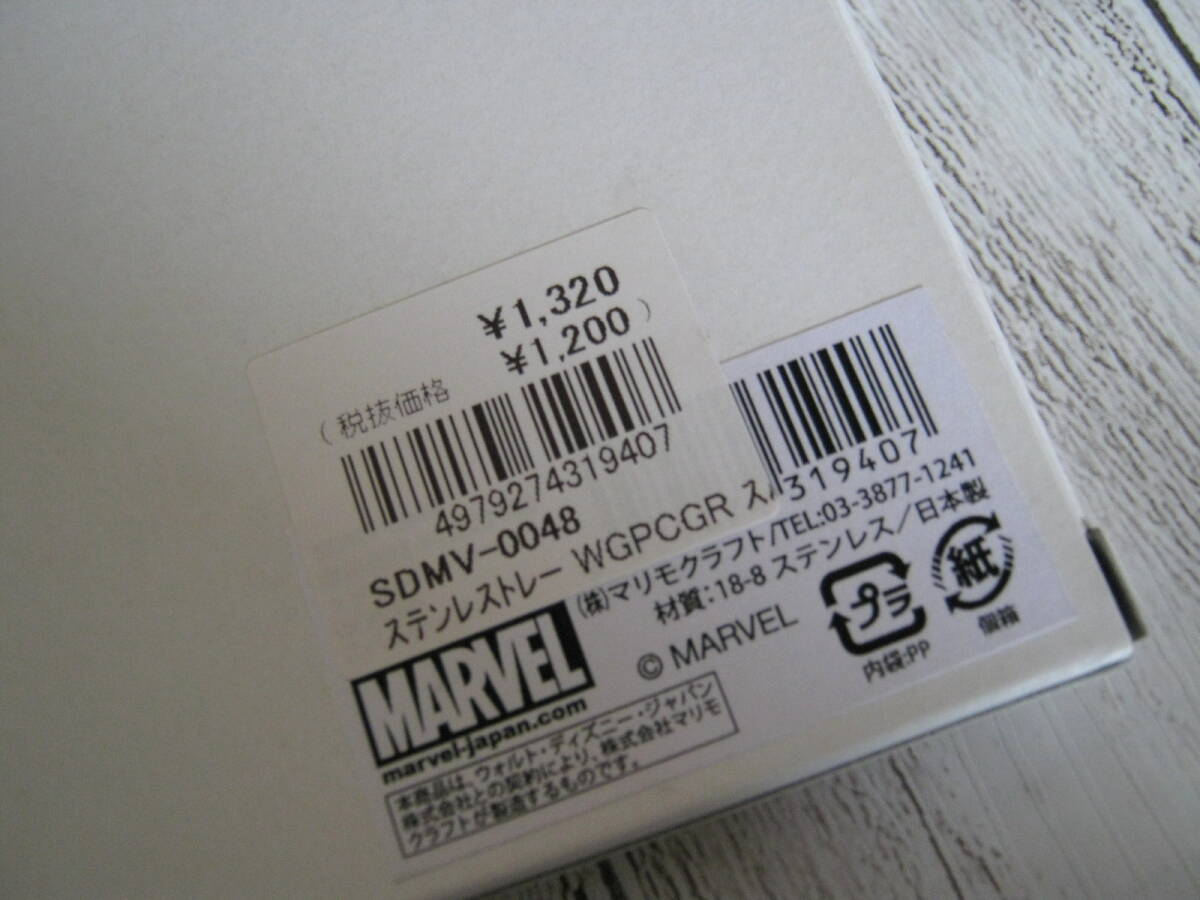 ¥1,320
(税抜価格 ¥1,200)
4979274319407
SDMV-0048
ステンレストレー WGPCGR ス
319407
(株)マリモクラフト/TEL:03-3877-1241
材質:18-8 ステンレス/日本製
© MARVEL
プラ
内袋:PP
紙
個箱
MARVEL
marvel-japan.com
本商品は、ウォルト・ディズニー・ジャパン
株式会社との契約により、株式会社マリモ
クラフトが製造するものです。